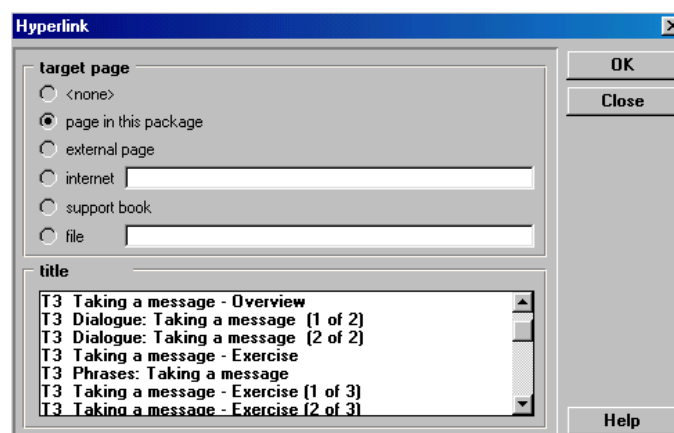 Hyperlink
target page
<none>
page in this package
external page
internet
support book
file
title
T3 Taking a message - Overview
T3 Dialogue: Taking a message (1 of 2)
T3 Dialogue: Taking a message (2 of 2)
T3 Taking a message - Exercise
T3 Phrases: Taking a message
T3 Taking a message - Exercise (1 of 3)
T3 Taking a message - Exercise (2 of 3)
OK
Close
Help